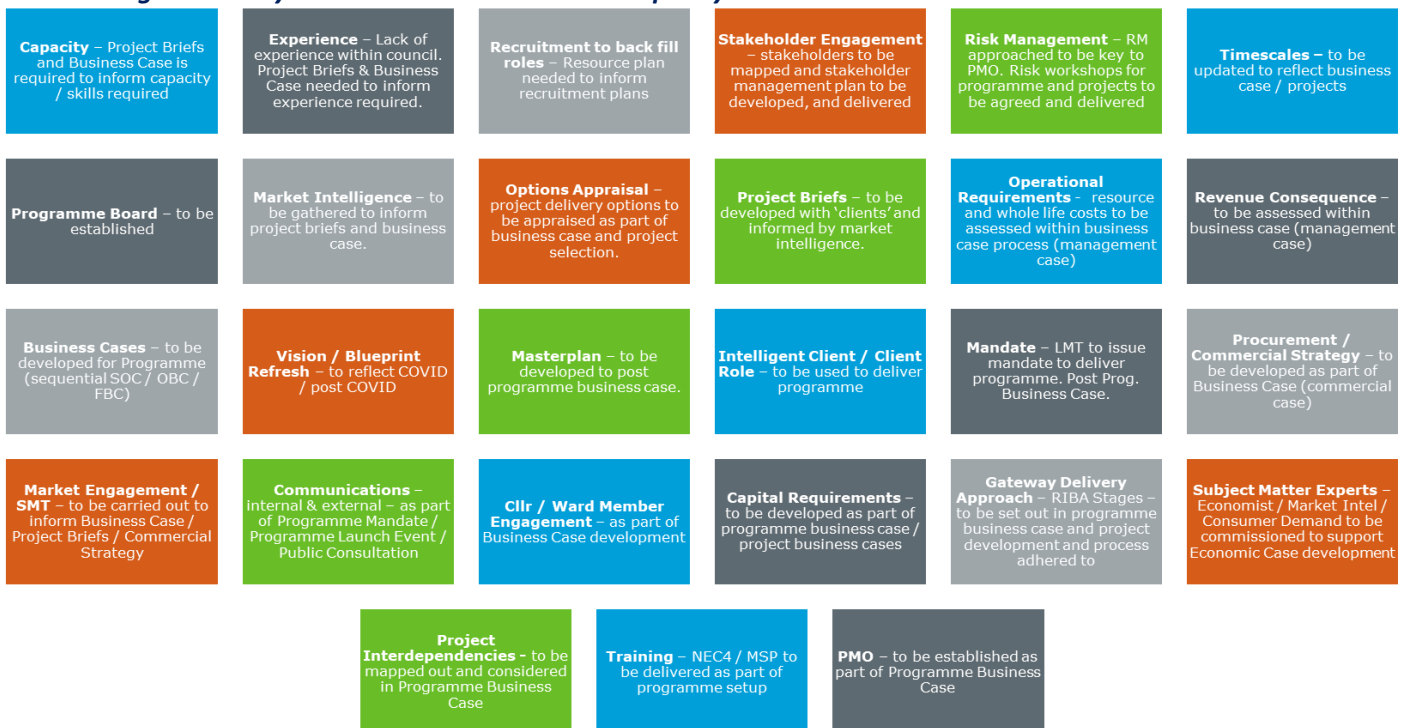 Capacity – Project Briefs
and Business Case is
required to inform capacity
/ skills required
Experience – Lack of
experience within council.
Project Briefs & Business
Case needed to inform
experience required.
Recruitment to back fill
roles – Resource plan
needed to inform
recruitment plans
Stakeholder Engagement
– stakeholders to be
mapped and stakeholder
management plan to be
developed, and delivered
Risk Management – RM
approached to be key to
PMO. Risk workshops for
programme and projects to
be agreed and delivered
Timescales – to be
updated to reflect business
case / projects
Programme Board – to be
established
Market Intelligence – to
be gathered to inform
project briefs and business
case.
Options Appraisal –
project delivery options to
be appraised as part of
business case and project
selection.
Project Briefs – to be
developed with ‘clients’ and
informed by market
intelligence.
Operational
Requirements - resource
and whole life costs to be
assessed within business
case process (management
case)
Revenue Consequence –
to be assessed within
business case (management
case)
Business Cases – to be
developed for Programme
(sequential SOC / OBC /
FBC)
Vision / Blueprint
Refresh – to reflect COVID
/ post COVID
Masterplan – to be
developed to post
programme business case.
Intelligent Client / Client
Role – to be used to deliver
programme
Mandate – LMT to issue
mandate to deliver
programme. Post Prog.
Business Case.
Procurement /
Commercial Strategy – to
be developed as part of
Business Case (commercial
case)
Market Engagement /
SMT – to be carried out to
inform Business Case /
Project Briefs / Commercial
Strategy
Communications –
internal & external – as part
of Programme Mandate /
Programme Launch Event /
Public Consultation
Cllr / Ward Member
Engagement – as part of
Business Case development
Capital Requirements –
to be developed as part of
programme business case /
project business cases
Gateway Delivery
Approach – RIBA Stages –
to be set out in programme
business case and project
development and process
adhered to
Subject Matter Experts –
Economist / Market Intel /
Consumer Demand to be
commissioned to support
Economic Case development
Project
Interdependencies - to be
mapped out and considered
in Programme Business
Case
Training – NEC4 / MSP to
be delivered as part of
programme setup
PMO – to be established as
part of Programme Business
Case